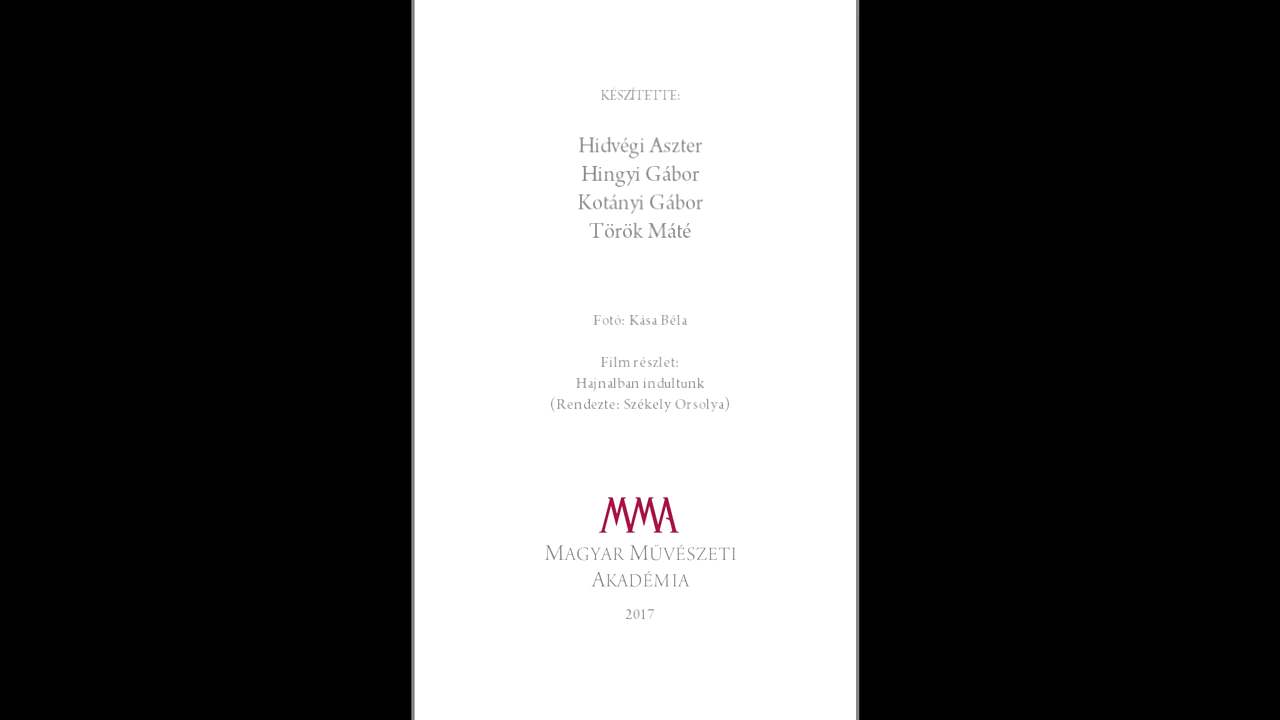 KÉSZÍTETTE:
Hidvégi Aszter
Hingyi Gábor
Kotányi Gábor
Török Máté
Fotó: Kása Béla
Film részlet:
Hajnalban indultunk
(Rendezte: Székely Orsolya)
MMA
MAGYAR MŰVÉSZETI
AKADÉMIA
2017